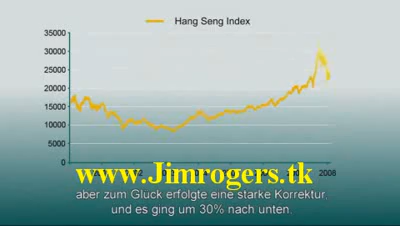 Hang Seng Index
35000
30000
25000
20000
15000
10000
5000
0
2008
www.Jimrogers.tk
aber zum Gluck erfolgte eine starke Korrektur,
und es ging um 30% nach unten.